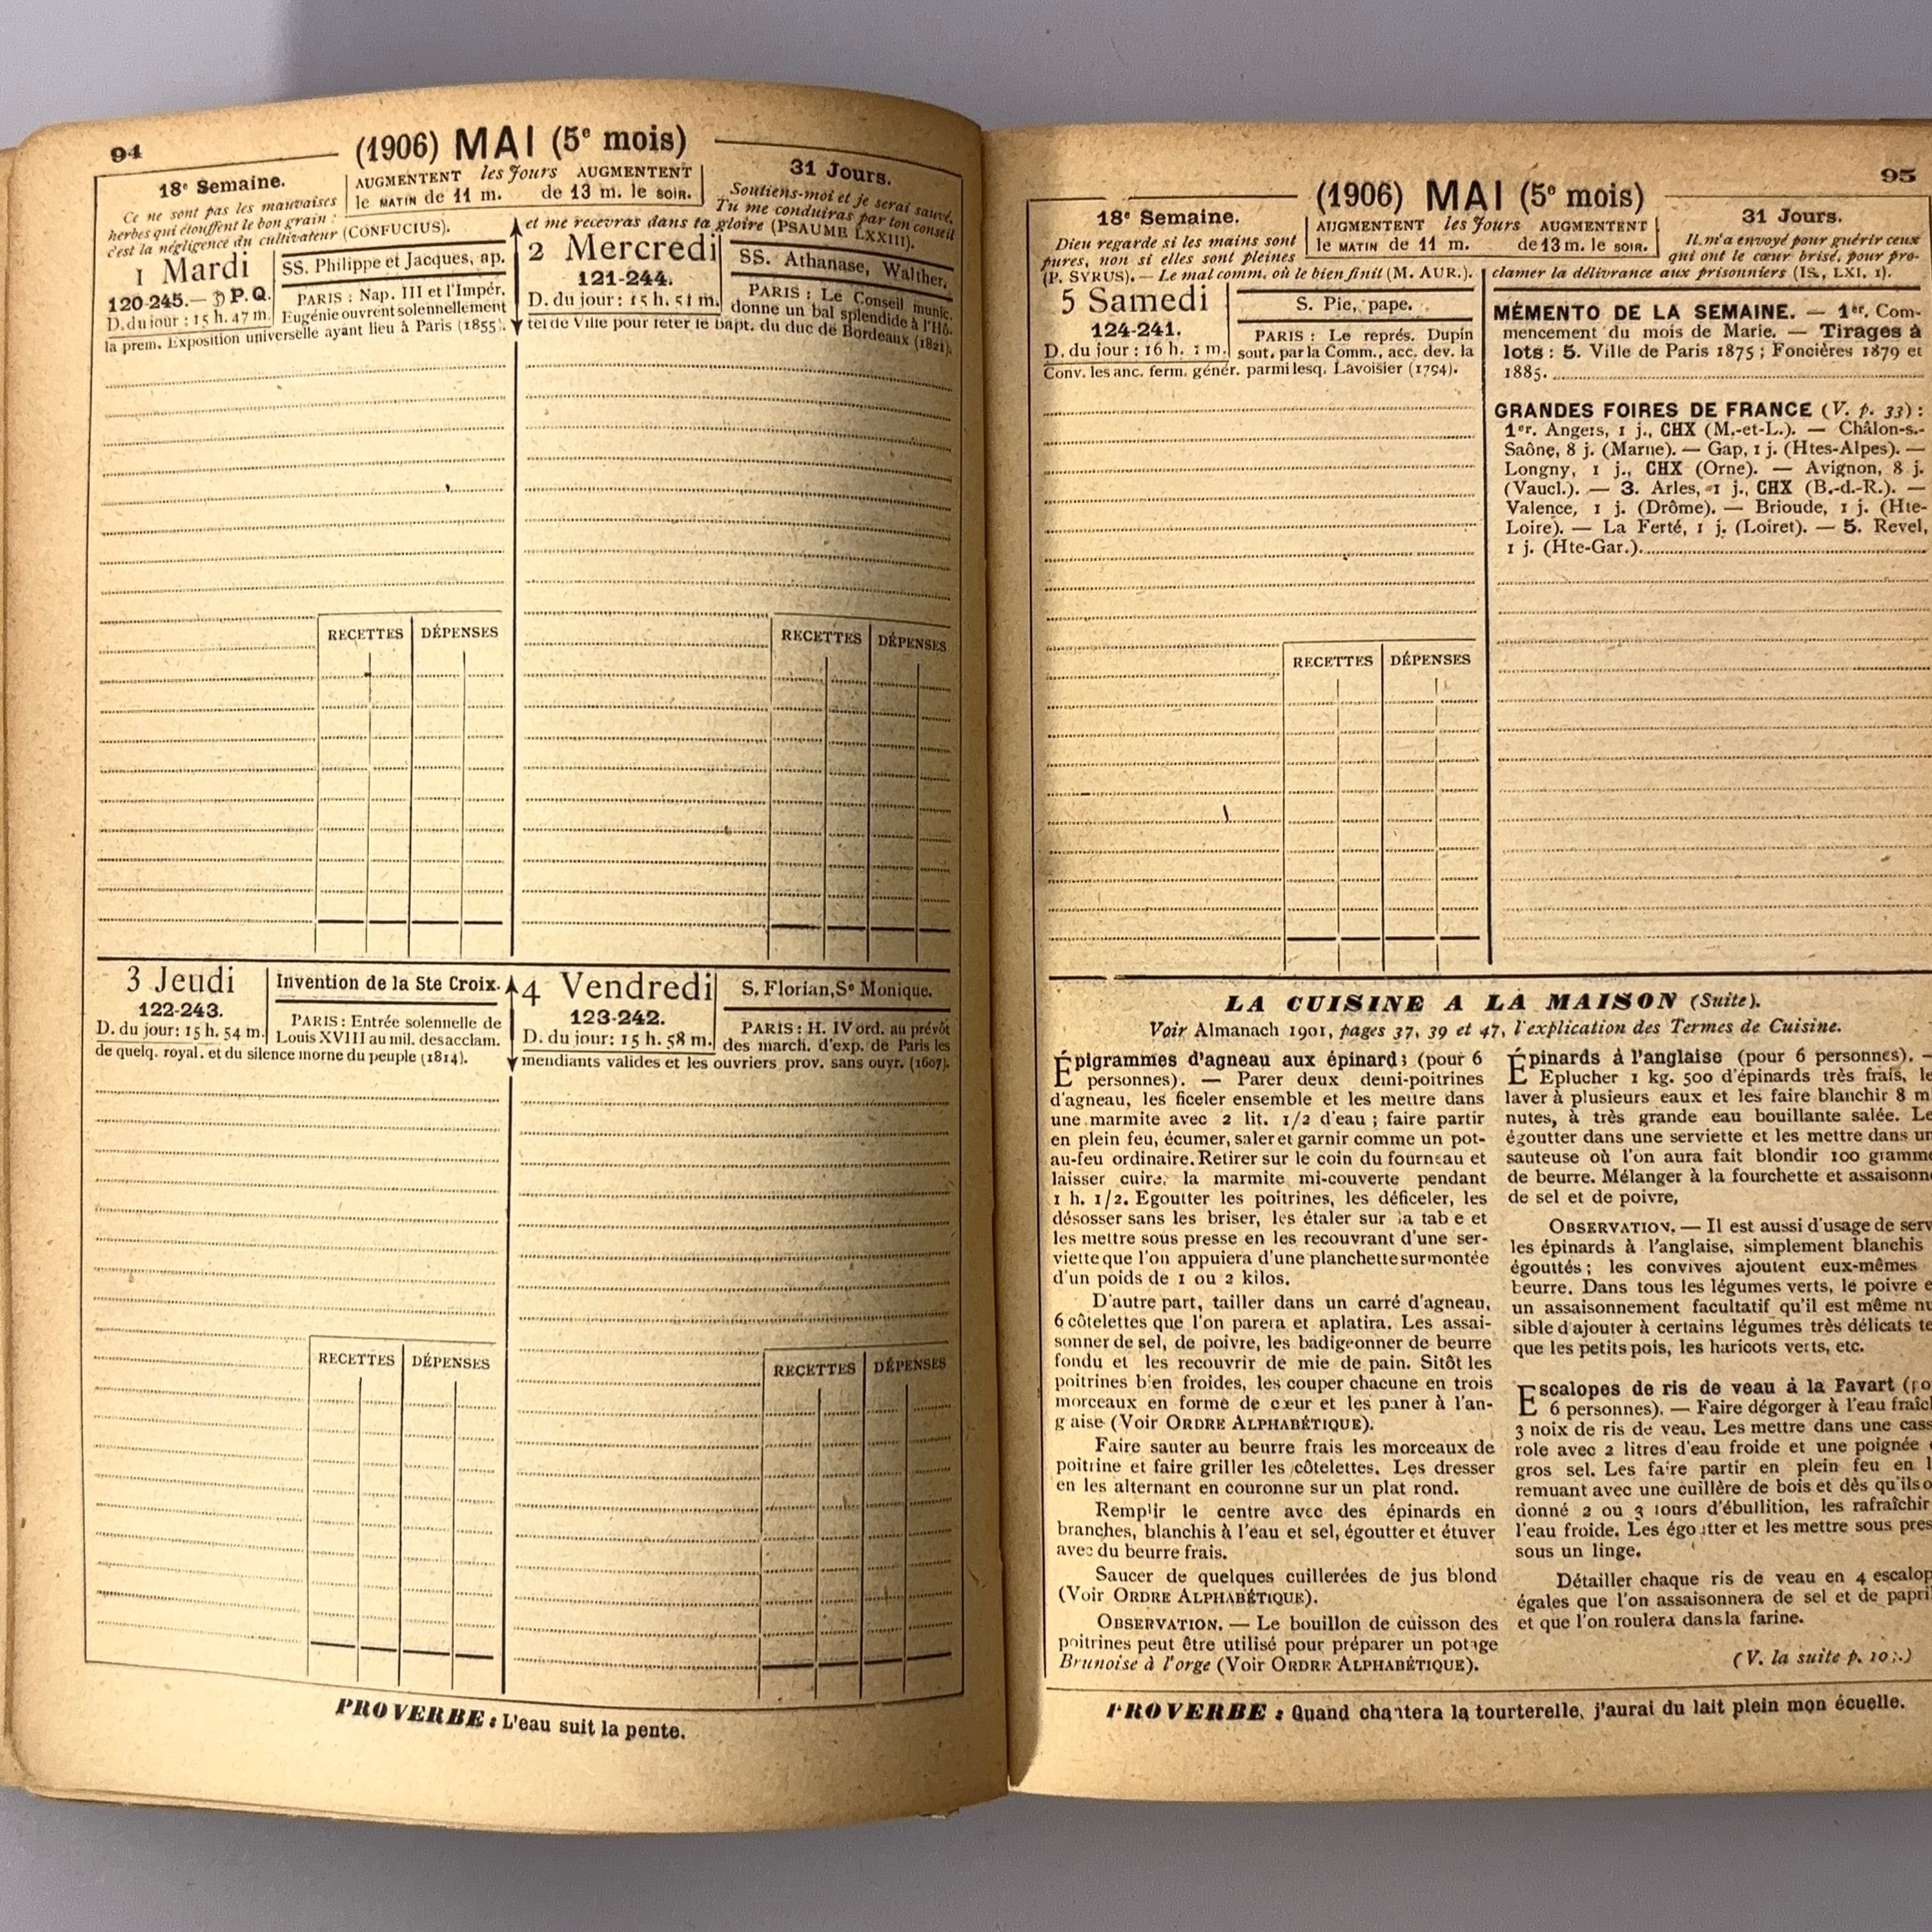 94
(1906) MAI (5e mois)
18e Semaine.
Ce ne sont pas les mauvaises
herbes qui étouffent le bon grain :
c'est la négligence du cultivateur (CONFUCIUS).
AUGMENTENT les Jours AUGMENTENT
le MATIN de 11 m. de 13 m. le SOIR.
31 Jours.
Soutiens-moi et je serai sauvé.
Tu me conduiras par ton conseil
et me recevras dans ta gloire (PSAUME LXXIII).
1 Mardi
120-245.— P. Q.
D. du jour : 15 h. 47 m.
SS. Philippe et Jacques, ap.
PARIS : Nap. III et l'Impér.
Eugénie ouvrent solennellement
la prem. Exposition universelle ayant lieu à Paris (1855).
2 Mercredi
121-244.
D. du jour : 15 h. 51 m.
SS. Athanase, Walther.
PARIS : Le Conseil munic.
donne un bal splendide à l'Hô-
tel de Ville pour fêter le bapt. du duc de Bordeaux (1821).
RECETTES DÉPENSES
RECETTES DÉPENSES
3 Jeudi
122-243.
D. du jour : 15 h. 54 m.
Invention de la Ste Croix.
PARIS : Entrée solennelle de
Louis XVIII au mil. des acclam.
de quelq. royal. et du silence morne du peuple (1814).
4 Vendredi
123-242.
D. du jour : 15 h. 58 m.
S. Florian, Se Monique.
PARIS : H. IV ord. au prévôt
des march. d'exp. de Paris les
mendiants valides et les ouvriers prov. sans ouvr. (1607).
RECETTES DÉPENSES
RECETTES DÉPENSES
PROVERBE : L'eau suit la pente.
95
(1906) MAI (5e mois)
18e Semaine.
Dieu regarde si les mains sont
pures, non si elles sont pleines
(P. SYRUS). — Le mal comm. où le bien finit (M. AUR.).
AUGMENTENT les Jours AUGMENTENT
le MATIN de 11 m. de 13 m. le SOIR.
31 Jours.
Il m'a envoyé pour guérir ceux
qui ont le cœur brisé, pour pro-
clamer la délivrance aux prisonniers (IS., LXI, 1).
5 Samedi
124-241.
D. du jour : 16 h. 1 m.
S. Pie, pape.
PARIS : Le représ. Dupin
sout. par la Comm., acc. dev. la
Conv. les anc. ferm. génér. parmi lesq. Lavoisier (1794).
RECETTES DÉPENSES
MÉMENTO DE LA SEMAINE. — 1er. Com-
mencement du mois de Marie. — Tirages à
lots : 5. Ville de Paris 1875 ; Foncières 1879 et
1885.
GRANDES FOIRES DE FRANCE (V. p. 33) :
1er. Angers, 1 j., CHX (M.-et-L.). — Châlon-s.-
Saône, 8 j. (Marne). — Gap, 1 j. (Htes-Alpes). —
Longny, 1 j., CHX (Orne). — Avignon, 8 j.
(Vaucl.). — 3. Arles, 1 j., CHX (B.-d.-R.). —
Valence, 1 j. (Drôme). — Brioude, 1 j. (Hte-
Loire). — La Ferté, 1 j. (Loiret). — 5. Revel,
1 j. (Hte-Gar.).
LA CUISINE A LA MAISON (Suite).
Voir Almanach 1901, pages 37, 39 et 47, l'explication des Termes de Cuisine.
Épigrammes d'agneau aux épinards (pour 6
personnes). — Parer deux demi-poitrines
d'agneau, les ficeler ensemble et les mettre dans
une marmite avec 2 lit. 1/2 d'eau ; faire partir
en plein feu, écumer, saler et garnir comme un pot-
au-feu ordinaire. Retirer sur le coin du fourneau et
laisser cuire, la marmite mi-couverte pendant
1 h. 1/2. Egoutter les poitrines, les déficeler, les
désosser sans les briser, les étaler sur la tab e et
les mettre sous presse en les recouvrant d'une ser-
viette que l'on appuiera d'une planchette surmontée
d'un poids de 1 ou 2 kilos.
D'autre part, tailler dans un carré d'agneau,
6 côtelettes que l'on parera et aplatira. Les assai-
sonner de sel, de poivre, les badigeonner de beurre
fondu et les recouvrir de mie de pain. Sitôt les
poitrines bien froides, les couper chacune en trois
morceaux en forme de cœur et les paner à l'an-
g aise (Voir ORDRE ALPHABÉTIQUE).
Faire sauter au beurre frais les morceaux de
poitrine et faire griller les côtelettes. Les dresser
en les alternant en couronne sur un plat rond.
Remplir le centre avec des épinards en
branches, blanchis à l'eau et sel, égoutter et étuver
avec du beurre frais.
Saucer de quelques cuillerées de jus blond
(Voir ORDRE ALPHABÉTIQUE).
OBSERVATION. — Le bouillon de cuisson des
poitrines peut être utilisé pour préparer un potage
Brunoise à l'orge (Voir ORDRE ALPHABÉTIQUE).
Épinards à l'anglaise (pour 6 personnes). —
Eplucher 1 kg. 500 d'épinards très frais, le
laver à plusieurs eaux et les faire blanchir 8 m
nutes, à très grande eau bouillante salée. Le
égoutter dans une serviette et les mettre dans un
sauteuse où l'on aura fait blondir 100 gramme
de beurre. Mélanger à la fourchette et assaisonne
de sel et de poivre,
OBSERVATION. — Il est aussi d'usage de serv
les épinards à l'anglaise, simplement blanchis
égouttés ; les convives ajoutent eux-mêmes
beurre. Dans tous les légumes verts, le poivre e
un assaisonnement facultatif qu'il est même nu
sible d'ajouter à certains légumes très délicats te
que les petits pois, les haricots verts, etc.
Escalopes de ris de veau à la Favart (po
6 personnes). — Faire dégorger à l'eau fraîch
3 noix de ris de veau. Les mettre dans une cass
role avec 2 litres d'eau froide et une poignée
gros sel. Les faire partir en plein feu en l
remuant avec une cuillère de bois et dès qu'ils o
donné 2 ou 3 tours d'ébullition, les rafraîchir
l'eau froide. Les égoutter et les mettre sous pres
sous un linge.
Détailler chaque ris de veau en 4 escalop
égales que l'on assaisonnera de sel et de papri
et que l'on roulera dans la farine.
(V. la suite p. 10 .)
PROVERBE : Quand chantera la tourterelle, j'aurai du lait plein mon écuelle.